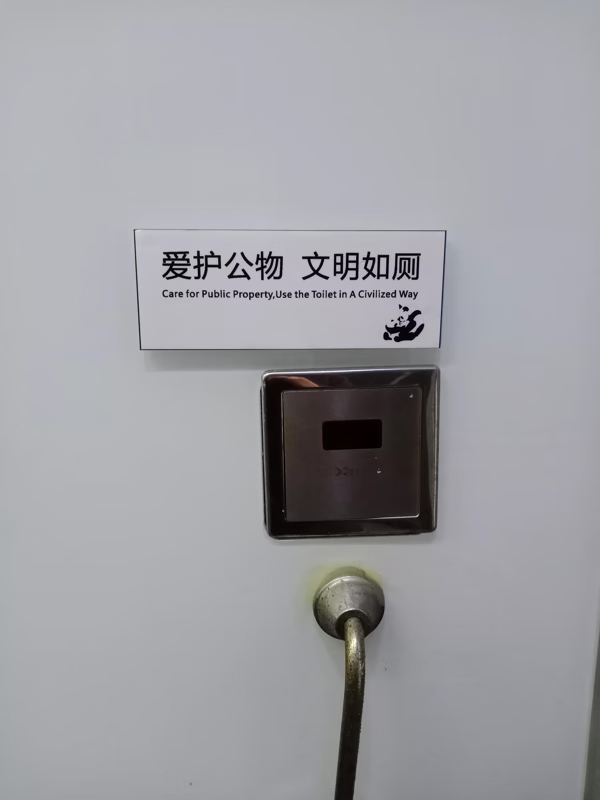 爱护公物 文明如厕
Care for Public Property,Use the Toilet in A Civilized Way